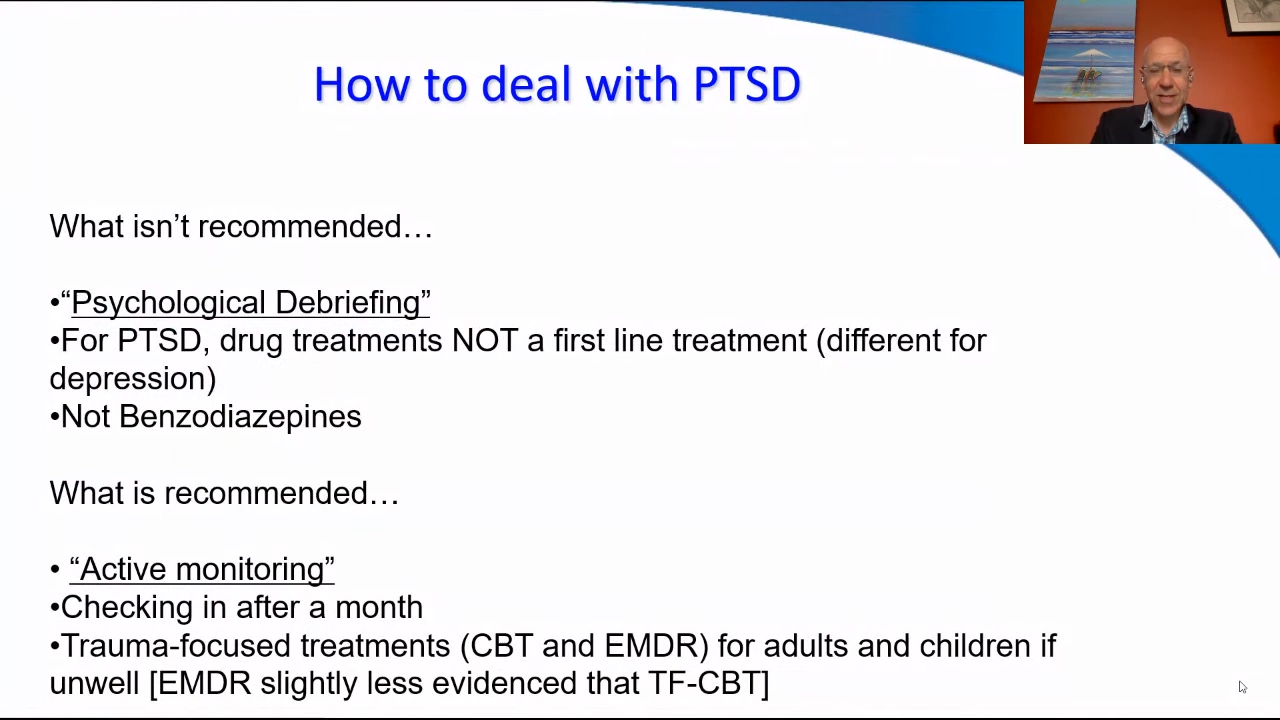 How to deal with PTSD
What isn’t recommended…
•“Psychological Debriefing”
•For PTSD, drug treatments NOT a first line treatment (different for
depression)
•Not Benzodiazepines
What is recommended…
• “Active monitoring”
•Checking in after a month
•Trauma-focused treatments (CBT and EMDR) for adults and children if
unwell [EMDR slightly less evidenced that TF-CBT]